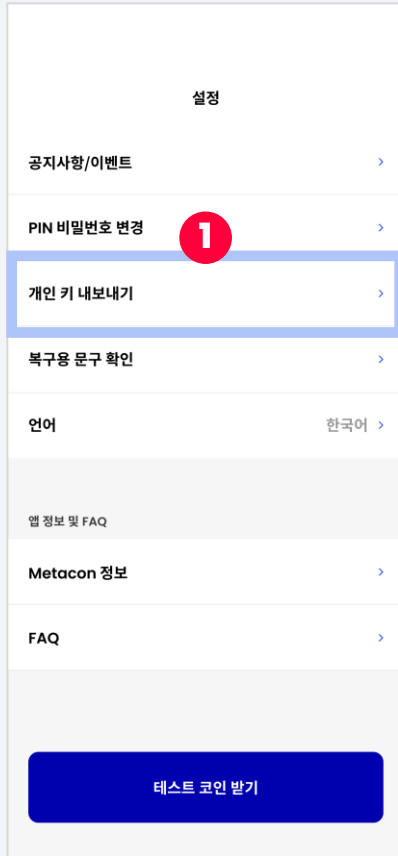 설정
공지사항/이벤트
PIN 비밀번호 변경
1
개인 키 내보내기
복구용 문구 확인
언어 한국어
앱 정보 및 FAQ
Metacon 정보
FAQ
테스트 코인 받기